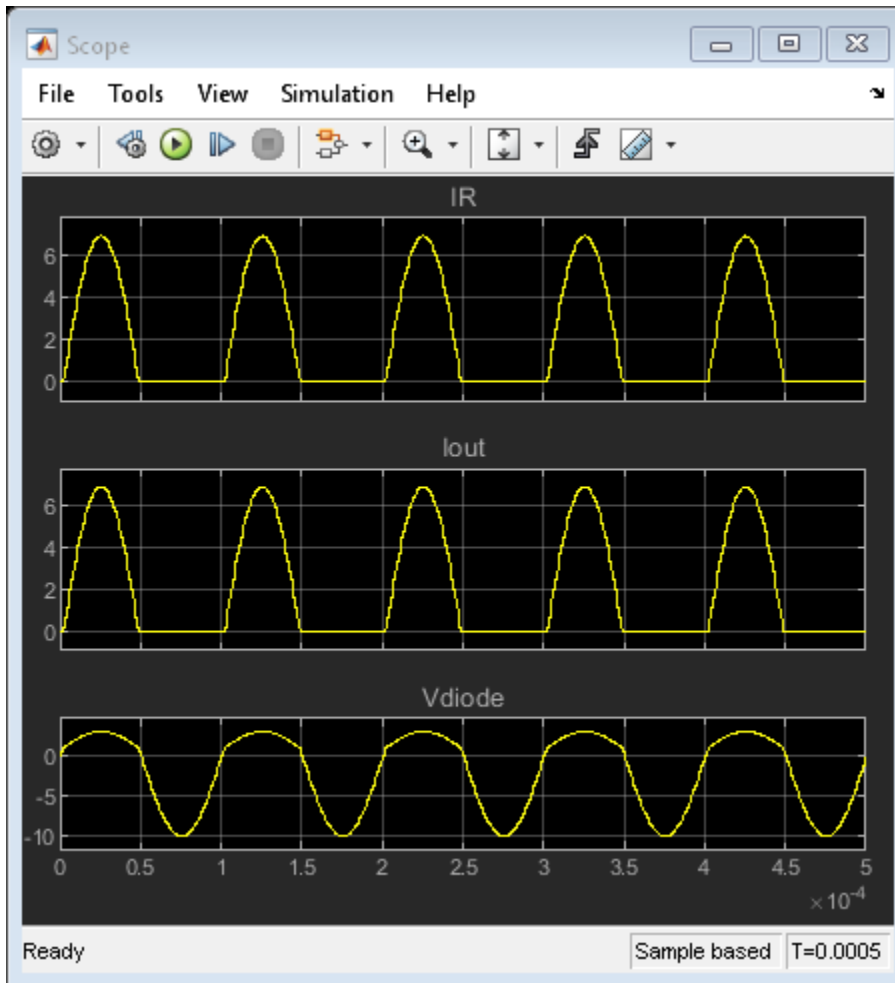 Scope
File Tools View Simulation Help
IR
6
4
2
0
Iout
6
4
2
0
Vdiode
0
-5
-10
0 0.5 1 1.5 2 2.5 3 3.5 4 4.5 5
×10-4
Ready Sample based T=0.0005